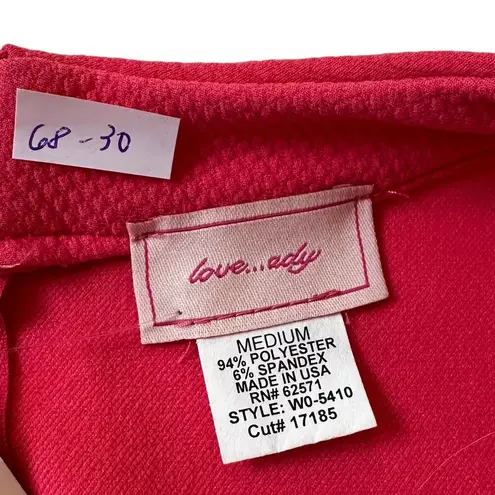 68-30
love...ady
MEDIUM
94% POLYESTER
6% SPANDEX
MADE IN USA
RN# 62571
STYLE: W0-5410
Cut# 17185